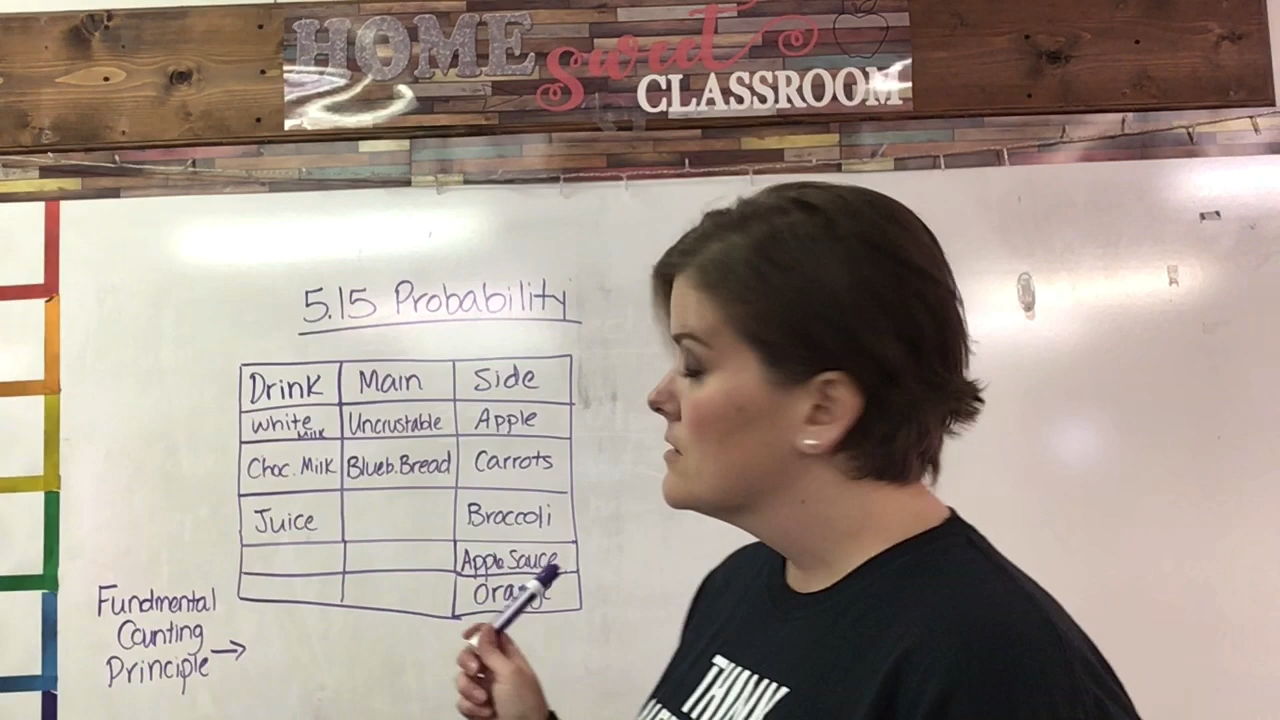 HOME
Sweet
CLASSROOM
5.15 Probability
Drink Main Side
White Milk Uncrustable Apple
Choc. Milk Blueb. Bread Carrots
Juice Broccoli
Apple Sauce
Orange
Fundmental
Counting
Principle →
THINK